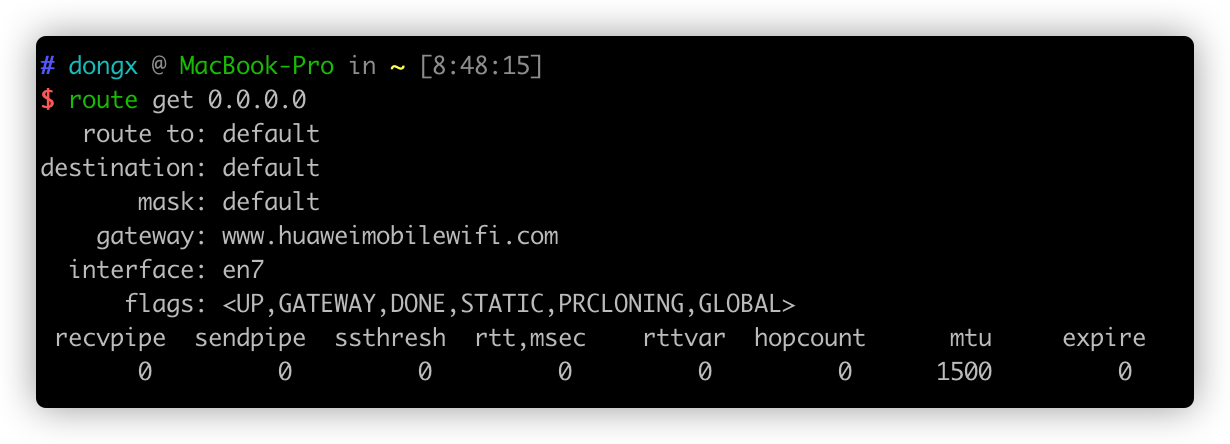 # dongx @ MacBook-Pro in ~ [8:48:15]
$ route get 0.0.0.0
route to: default
destination: default
mask: default
gateway: www.huaweimobilewifi.com
interface: en7
flags: <UP,GATEWAY,DONE,STATIC,PRCLONING,GLOBAL>
recvpipe  sendpipe  ssthresh  rtt,msec    rttvar  hopcount      mtu     expire
0         0         0         0         0         0      1500         0